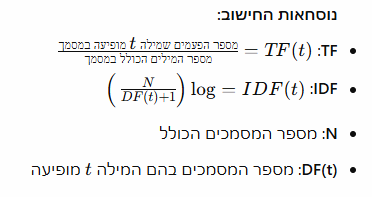 נוסחאות החישוב:
TF: TF(t) = מספר הפעמים שמילה t מופיעה במסמך / מספר המילים הכולל במסמך
IDF: IDF(t) = log( N / DF(t)+1 )
N: מספר המסמכים הכולל
DF(t): מספר המסמכים בהם המילה t מופיעה